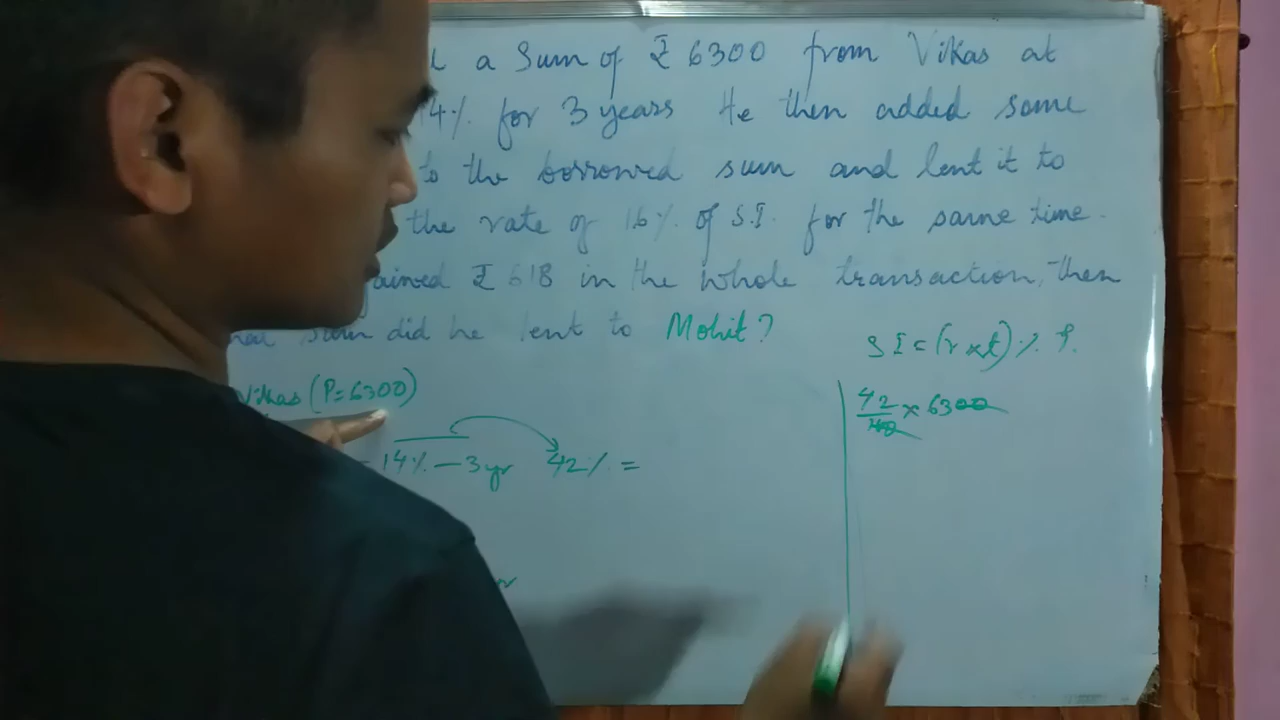 a Sum of ₹ 6300 from Vikas at
14% for 3 years He then added some
to the borrowed sum and lent it to
the rate of 16% of S.I. for the same time.
ained ₹ 618 in the whole transaction, then
sum did he lent to Mohit?
SI = (r×t)% P.
Vikas (P=6300)
42/100 × 6300
14% — 3yr 42% =